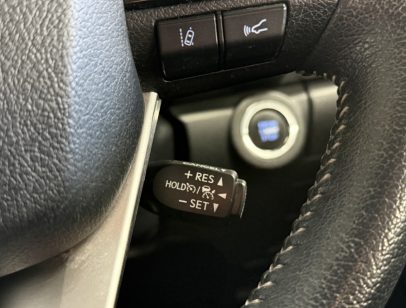 CANCEL
+ RES ▲
HOLD / ◀
− SET ▼